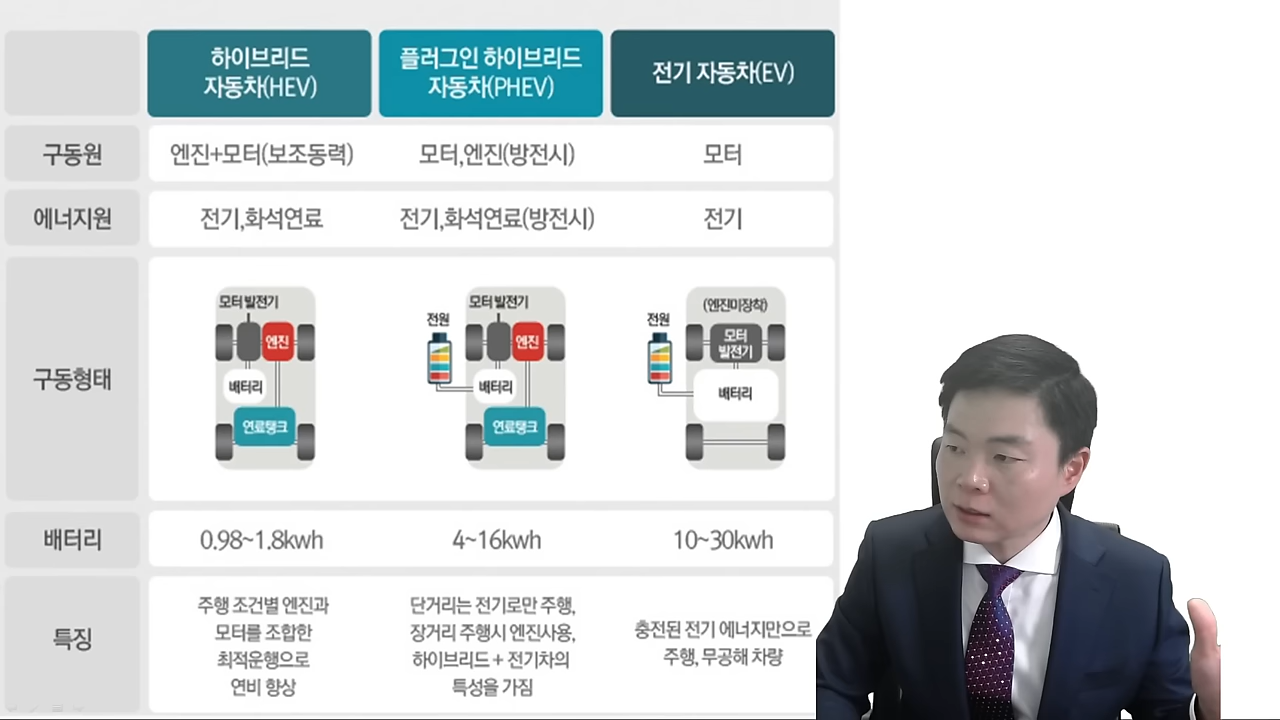 하이브리드
자동차(HEV)
플러그인 하이브리드
자동차(PHEV)
전기 자동차(EV)
구동원
엔진+모터(보조동력)
모터,엔진(방전시)
모터
에너지원
전기,화석연료
전기,화석연료(방전시)
전기
구동형태
모터 발전기
엔진
배터리
연료탱크
전원
모터 발전기
엔진
배터리
연료탱크
전원
(엔진미장착)
모터
발전기
배터리
배터리
0.98~1.8kwh
4~16kwh
10~30kwh
특징
주행 조건별 엔진과
모터를 조합한
최적운행으로
연비 향상
단거리는 전기로만 주행,
장거리 주행시 엔진사용,
하이브리드 + 전기차의
특성을 가짐
충전된 전기 에너지만으로
주행, 무공해 차량